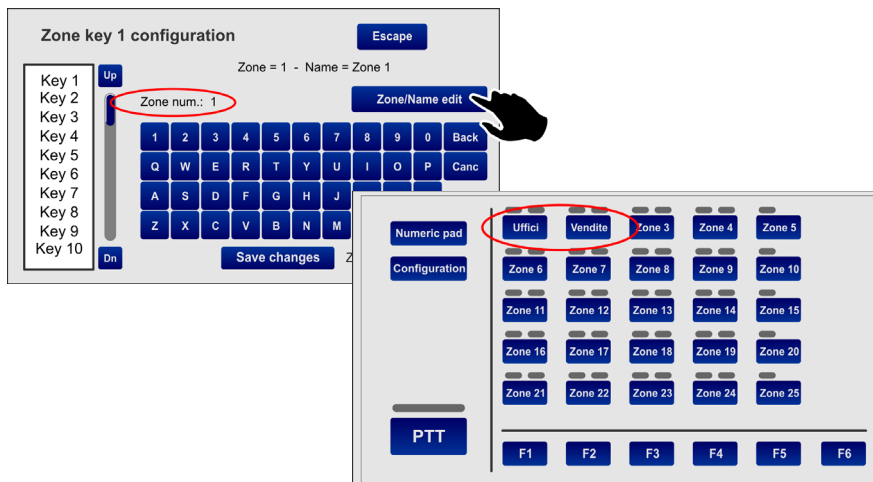 Zone key 1 configuration
Escape
Zone = 1 - Name = Zone 1
Key 1
Key 2
Key 3
Key 4
Key 5
Key 6
Key 7
Key 8
Key 9
Key 10
Up
Dn
Zone num.: 1
Zone/Name edit
1 2 3 4 5 6 7 8 9 0 Back
Q W E R T Y U I O P Canc
A S D F G H J
Z X C V B N M
Save changes Z
Numeric pad
Configuration
PTT
Uffici Vendite Zone 3 Zone 4 Zone 5
Zone 6 Zone 7 Zone 8 Zone 9 Zone 10
Zone 11 Zone 12 Zone 13 Zone 14 Zone 15
Zone 16 Zone 17 Zone 18 Zone 19 Zone 20
Zone 21 Zone 22 Zone 23 Zone 24 Zone 25
F1 F2 F3 F4 F5 F6